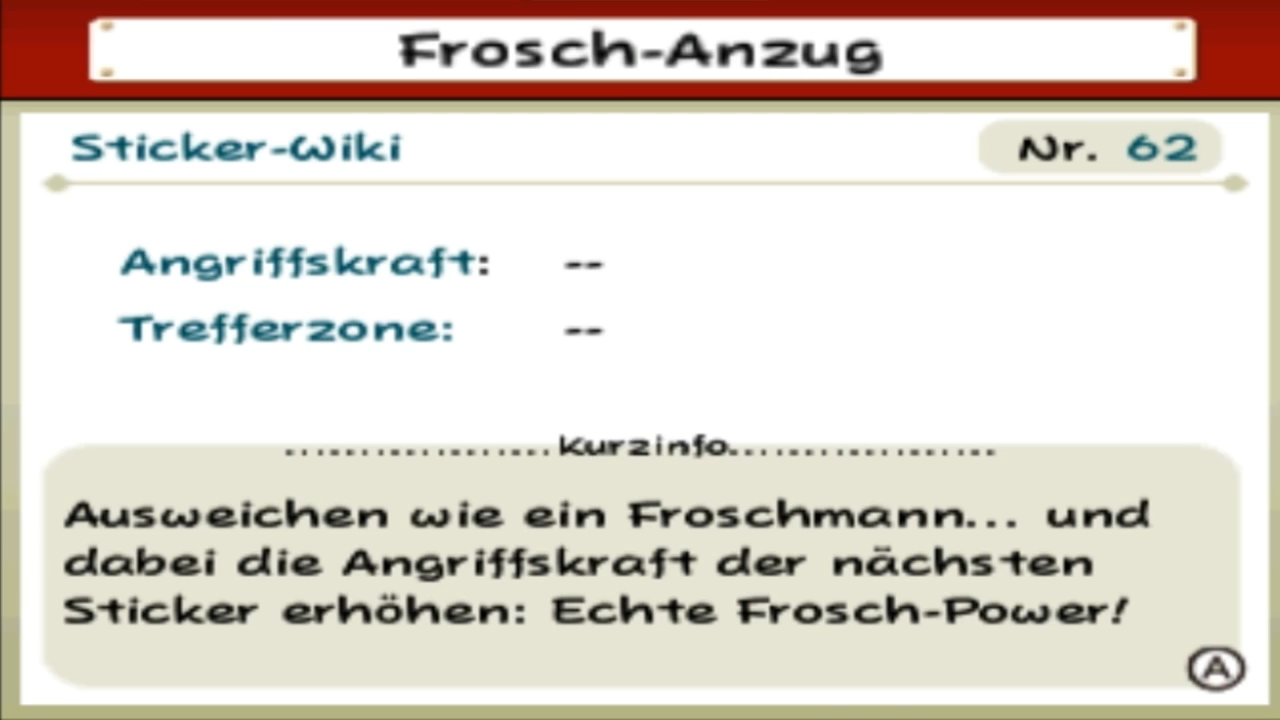 Frosch-Anzug
Sticker-Wiki
Nr. 62
Angriffskraft: --
Trefferzone: --
Kurzinfo
Ausweichen wie ein Froschmann... und
dabei die Angriffskraft der nächsten
Sticker erhöhen: Echte Frosch-Power!
A